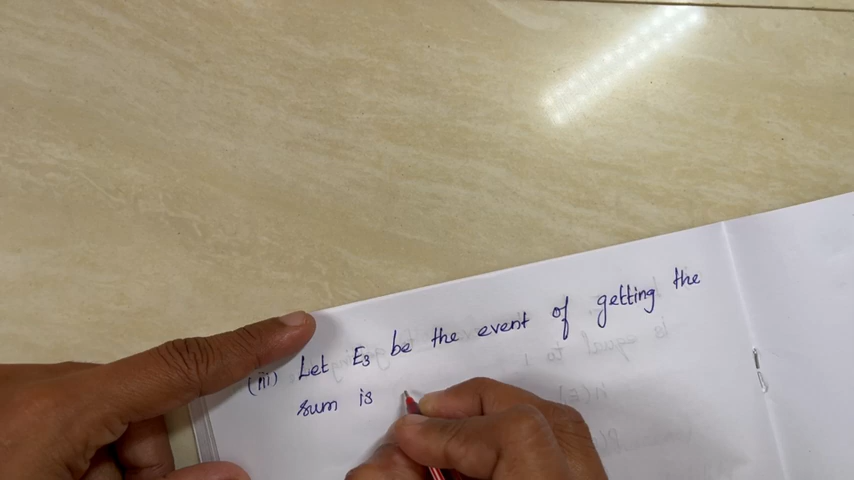 (iii) Let E3 be the event of getting the
sum is